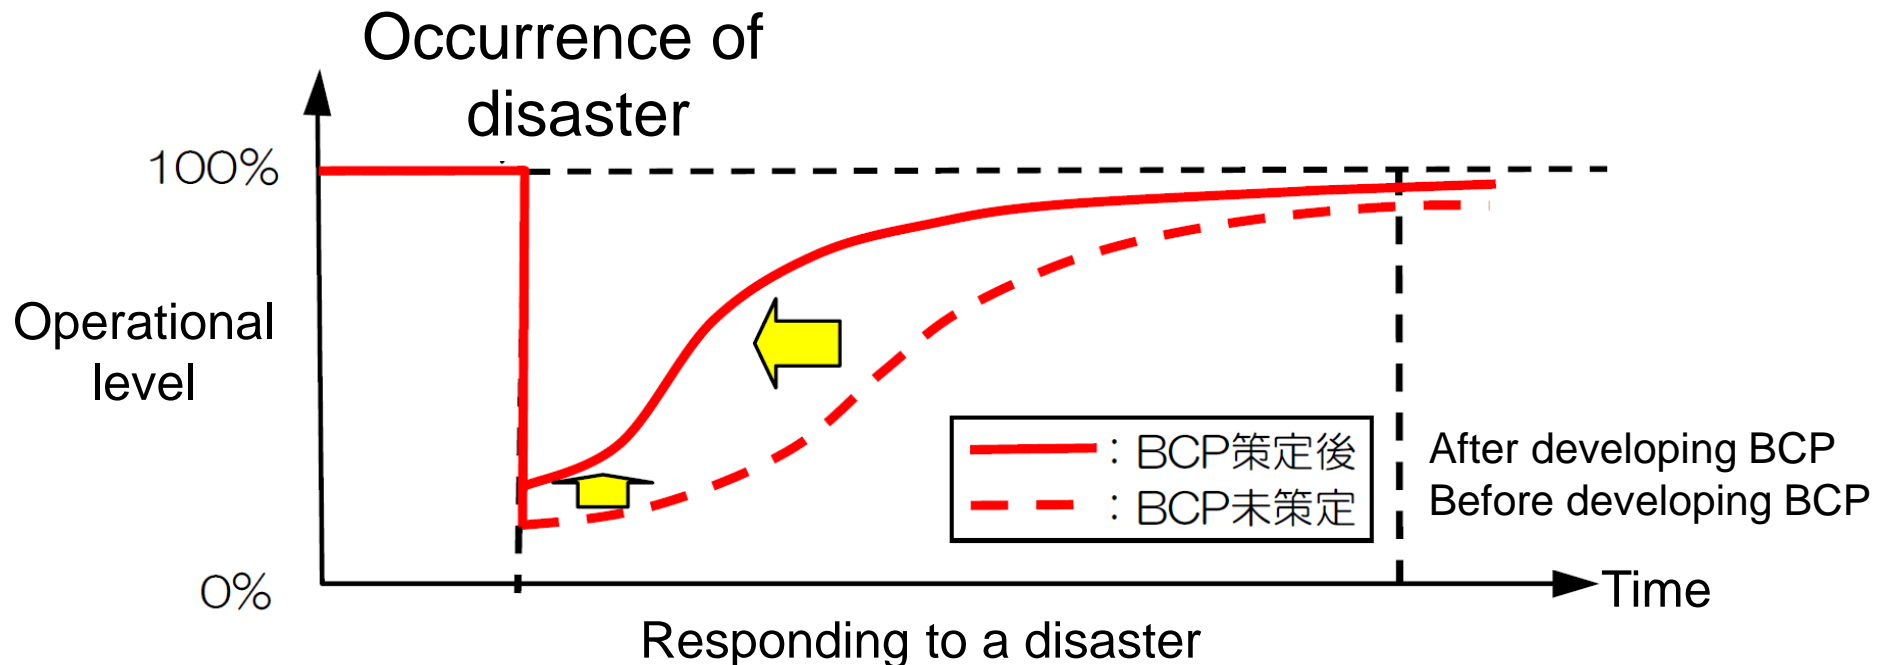 Occurrence of
disaster
100%
Operational
level
: BCP策定後
: BCP未策定
After developing BCP
Before developing BCP
0%
Time
Responding to a disaster